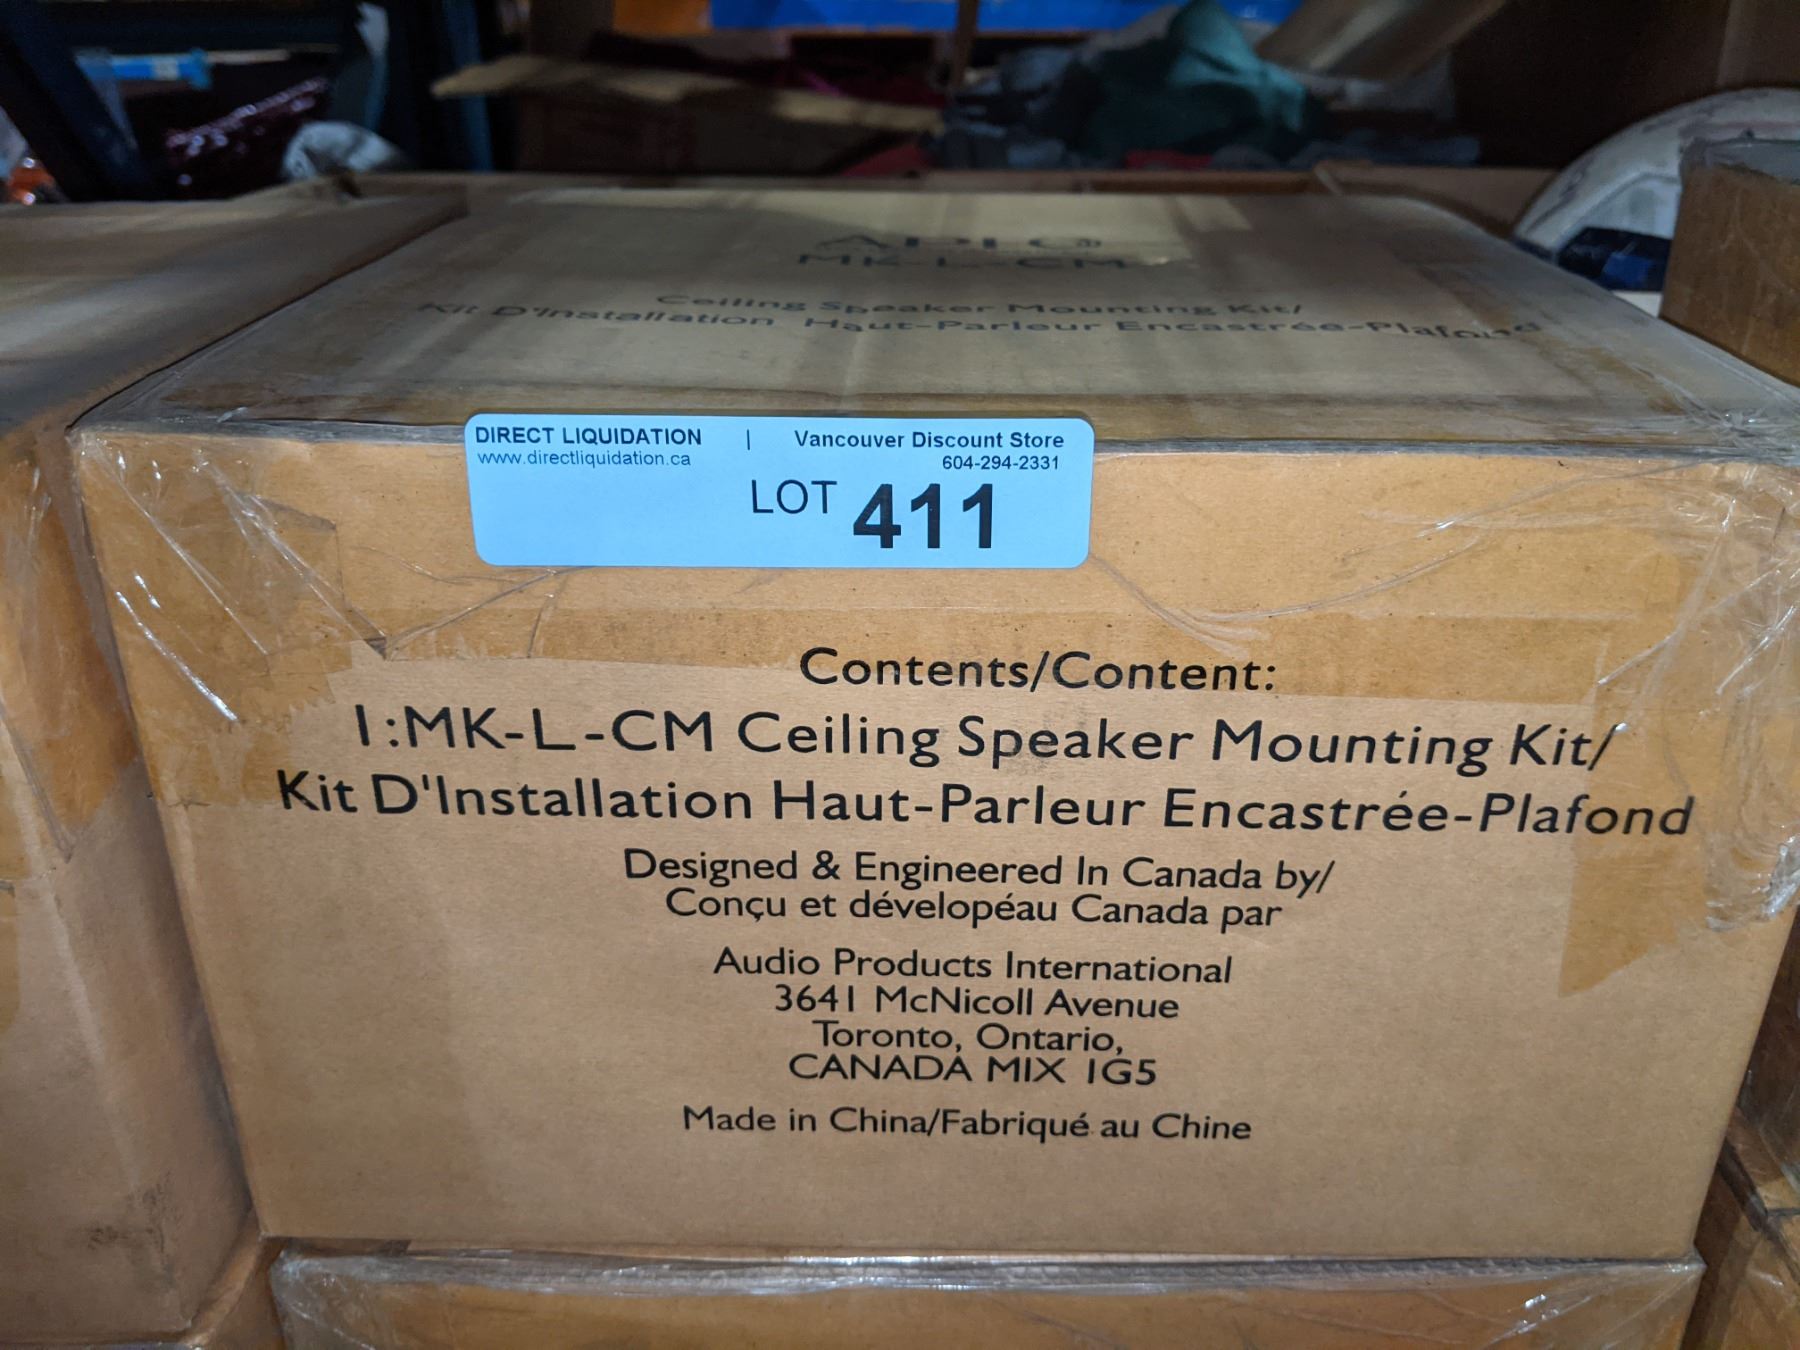 MK-L-CM
Ceiling Speaker Mounting Kit/
Kit D'Installation Haut-Parleur Encastrée-Plafond
DIRECT LIQUIDATION | Vancouver Discount Store
www.directliquidation.ca 604-294-2331
LOT 411
Contents/Content:
1:MK-L-CM Ceiling Speaker Mounting Kit/
Kit D'Installation Haut-Parleur Encastrée-Plafond
Designed & Engineered In Canada by/
Conçu et dévelopéau Canada par
Audio Products International
3641 McNicoll Avenue
Toronto, Ontario,
CANADA MIX 1G5
Made in China/Fabriqué au Chine